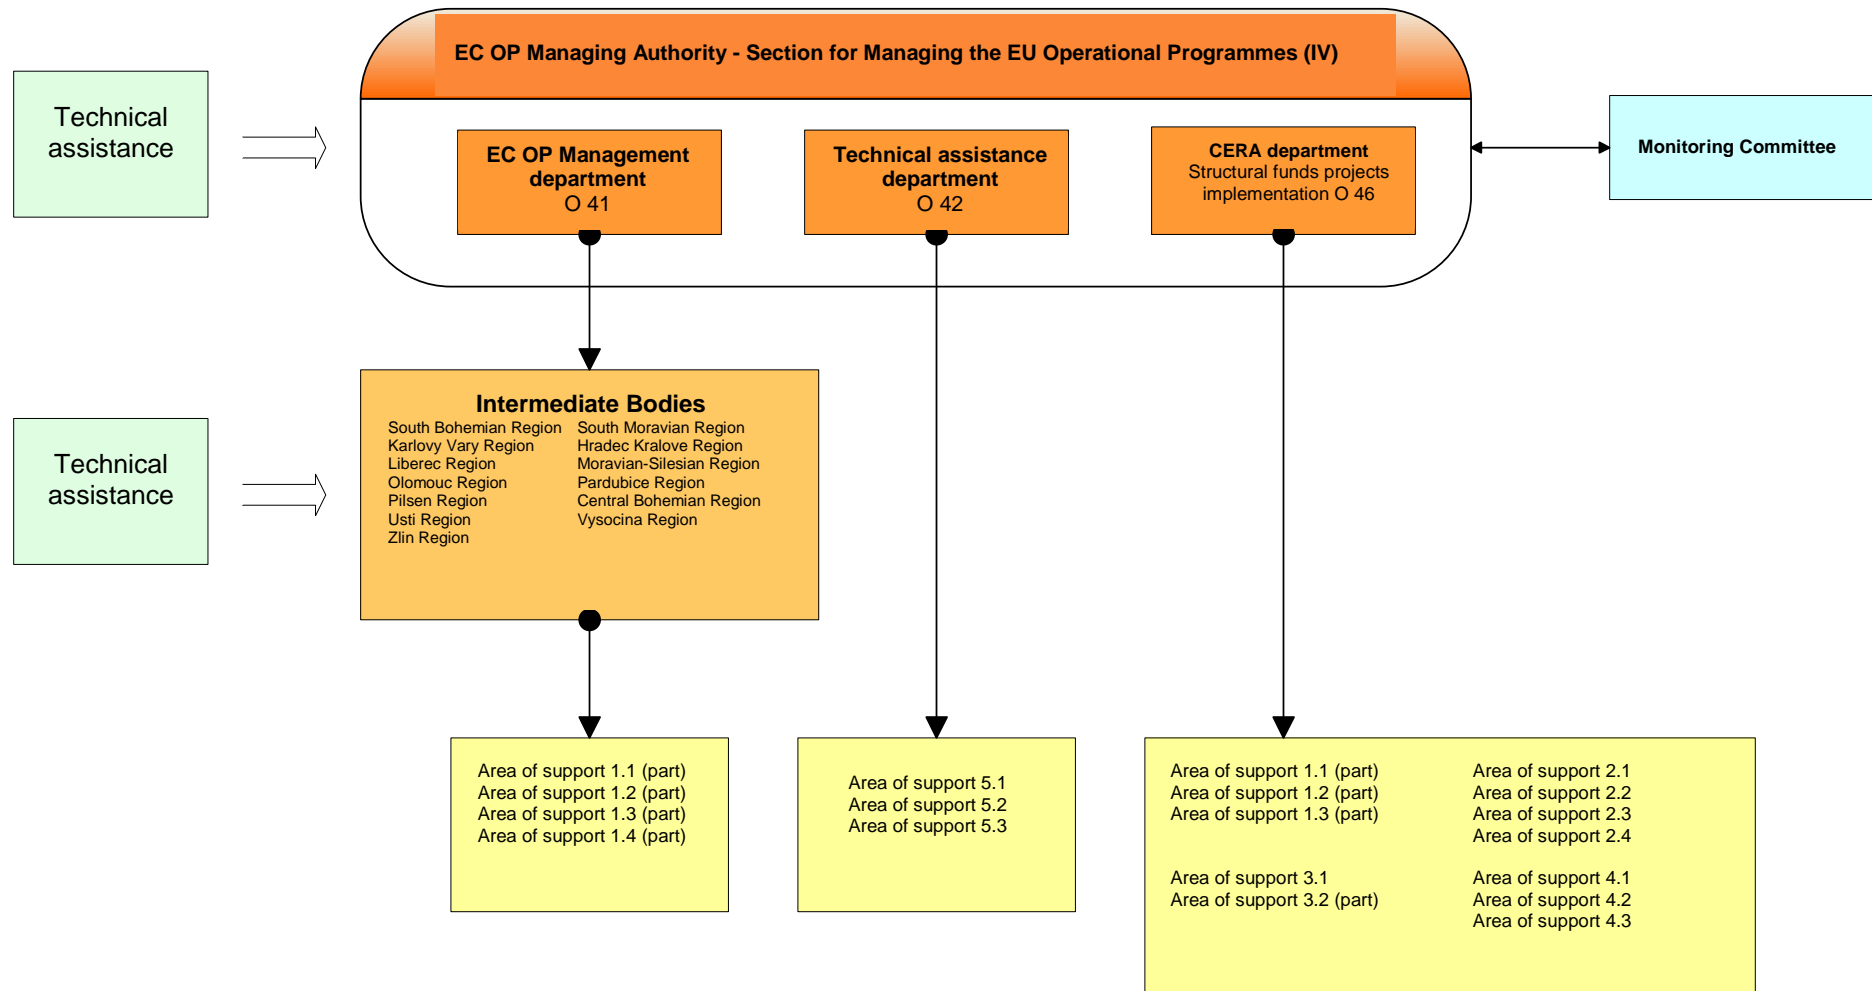 EC OP Managing Authority - Section for Managing the EU Operational Programmes (IV)
Technical
assistance
EC OP Management
department
O 41
Technical assistance
department
O 42
CERA department
Structural funds projects
implementation O 46
Monitoring Committee
Technical
assistance
Intermediate Bodies
South Bohemian Region South Moravian Region
Karlovy Vary Region Hradec Kralove Region
Liberec Region Moravian-Silesian Region
Olomouc Region Pardubice Region
Pilsen Region Central Bohemian Region
Usti Region Vysocina Region
Zlin Region
Area of support 1.1 (part)
Area of support 1.2 (part)
Area of support 1.3 (part)
Area of support 1.4 (part)
Area of support 5.1
Area of support 5.2
Area of support 5.3
Area of support 1.1 (part) Area of support 2.1
Area of support 1.2 (part) Area of support 2.2
Area of support 1.3 (part) Area of support 2.3
Area of support 2.4
Area of support 3.1 Area of support 4.1
Area of support 3.2 (part) Area of support 4.2
Area of support 4.3